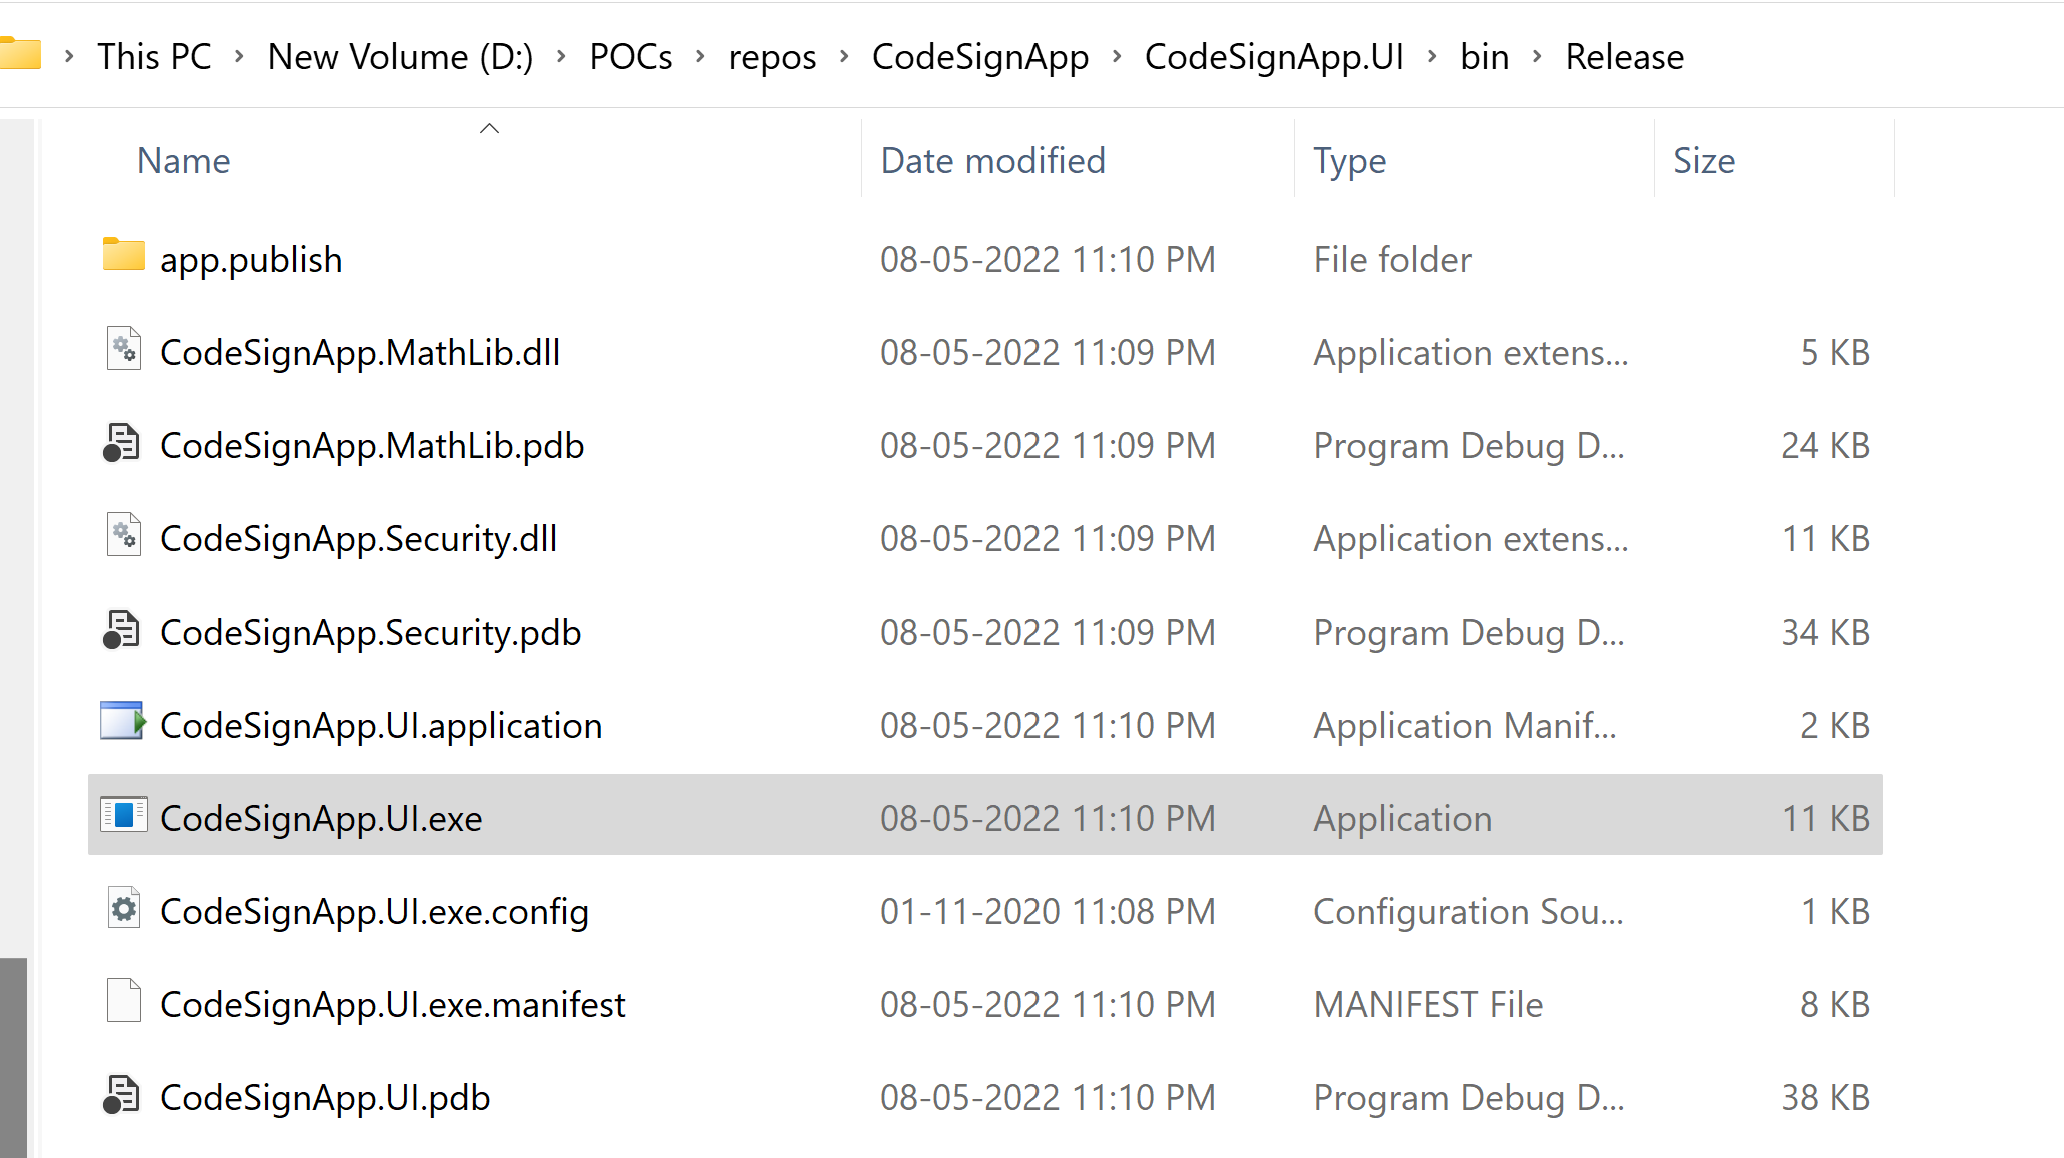 This PC › New Volume (D:) › POCs › repos › CodeSignApp › CodeSignApp.UI › bin › Release
Name Date modified Type Size
app.publish 08-05-2022 11:10 PM File folder
CodeSignApp.MathLib.dll 08-05-2022 11:09 PM Application extens... 5 KB
CodeSignApp.MathLib.pdb 08-05-2022 11:09 PM Program Debug D... 24 KB
CodeSignApp.Security.dll 08-05-2022 11:09 PM Application extens... 11 KB
CodeSignApp.Security.pdb 08-05-2022 11:09 PM Program Debug D... 34 KB
CodeSignApp.UI.application 08-05-2022 11:10 PM Application Manif... 2 KB
CodeSignApp.UI.exe 08-05-2022 11:10 PM Application 11 KB
CodeSignApp.UI.exe.config 01-11-2020 11:08 PM Configuration Sou... 1 KB
CodeSignApp.UI.exe.manifest 08-05-2022 11:10 PM MANIFEST File 8 KB
CodeSignApp.UI.pdb 08-05-2022 11:10 PM Program Debug D... 38 KB